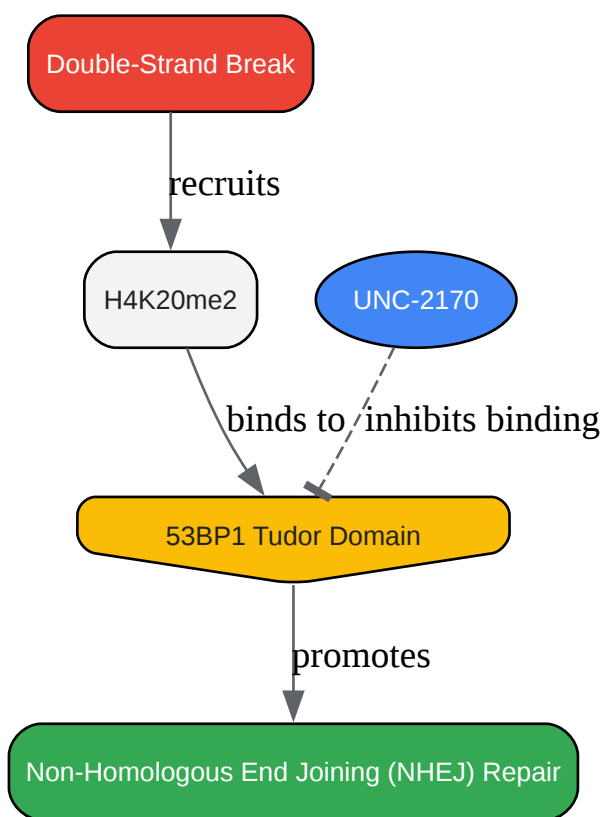 Double-Strand Break
recruits
H4K20me2
UNC-2170
binds to
inhibits binding
53BP1 Tudor Domain
promotes
Non-Homologous End Joining (NHEJ) Repair